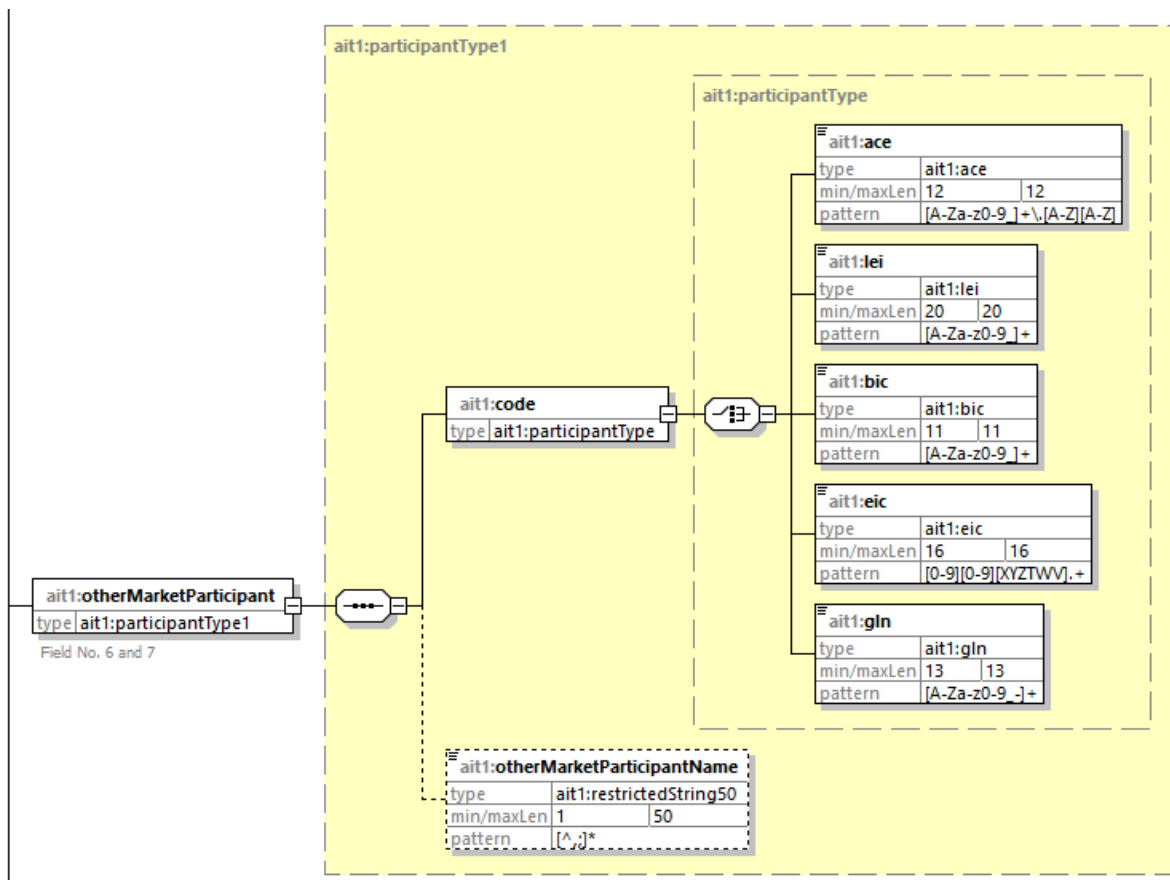 ait1:participantType1
ait1:participantType
ait1:ace
type ait1:ace
min/maxLen 12 12
pattern [A-Za-z0-9_]+\.[A-Z][A-Z]
ait1:lei
type ait1:lei
min/maxLen 20 20
pattern [A-Za-z0-9_]+
ait1:bic
type ait1:bic
min/maxLen 11 11
pattern [A-Za-z0-9_]+
ait1:code
type ait1:participantType
ait1:eic
type ait1:eic
min/maxLen 16 16
pattern [0-9][0-9][XYZTWV].+
ait1:otherMarketParticipant
type ait1:participantType1
Field No. 6 and 7
ait1:gln
type ait1:gln
min/maxLen 13 13
pattern [A-Za-z0-9_-]+
ait1:otherMarketParticipantName
type ait1:restrictedString50
min/maxLen 1 50
pattern [^,;]*